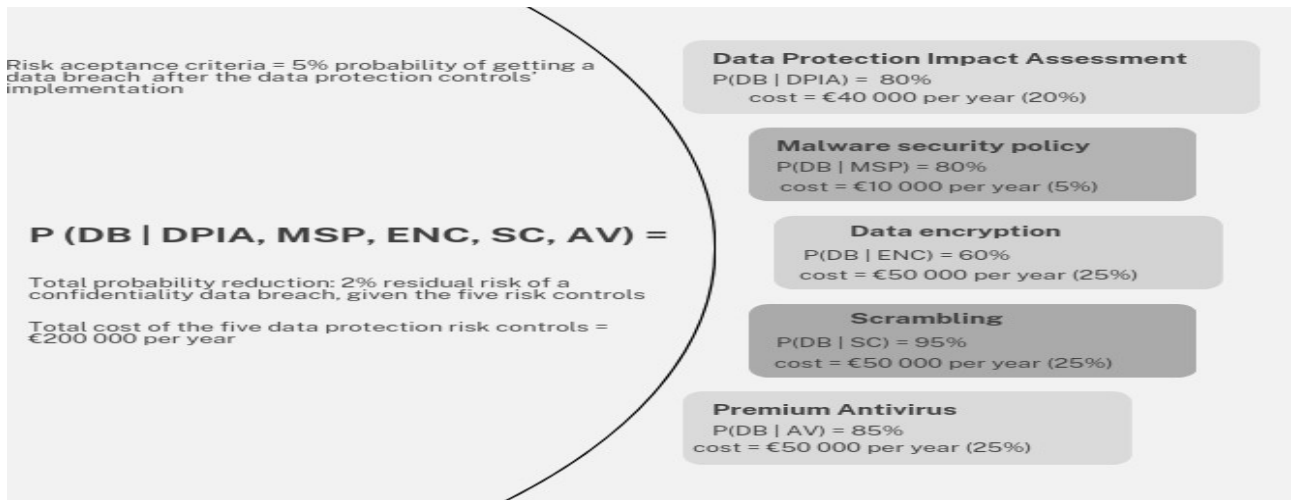 Risk aceptance criteria = 5% probability of getting a
data breach after the data protection controls'
implementation
P (DB | DPIA, MSP, ENC, SC, AV) =
Total probability reduction: 2% residual risk of a
confidentiality data breach, given the five risk controls
Total cost of the five data protection risk controls =
€200 000 per year
Data Protection Impact Assessment
P(DB | DPIA) = 80%
cost = €40 000 per year (20%)
Malware security policy
P(DB | MSP) = 80%
cost = €10 000 per year (5%)
Data encryption
P(DB | ENC) = 60%
cost = €50 000 per year (25%)
Scrambling
P(DB | SC) = 95%
cost = €50 000 per year (25%)
Premium Antivirus
P(DB | AV) = 85%
cost = €50 000 per year (25%)